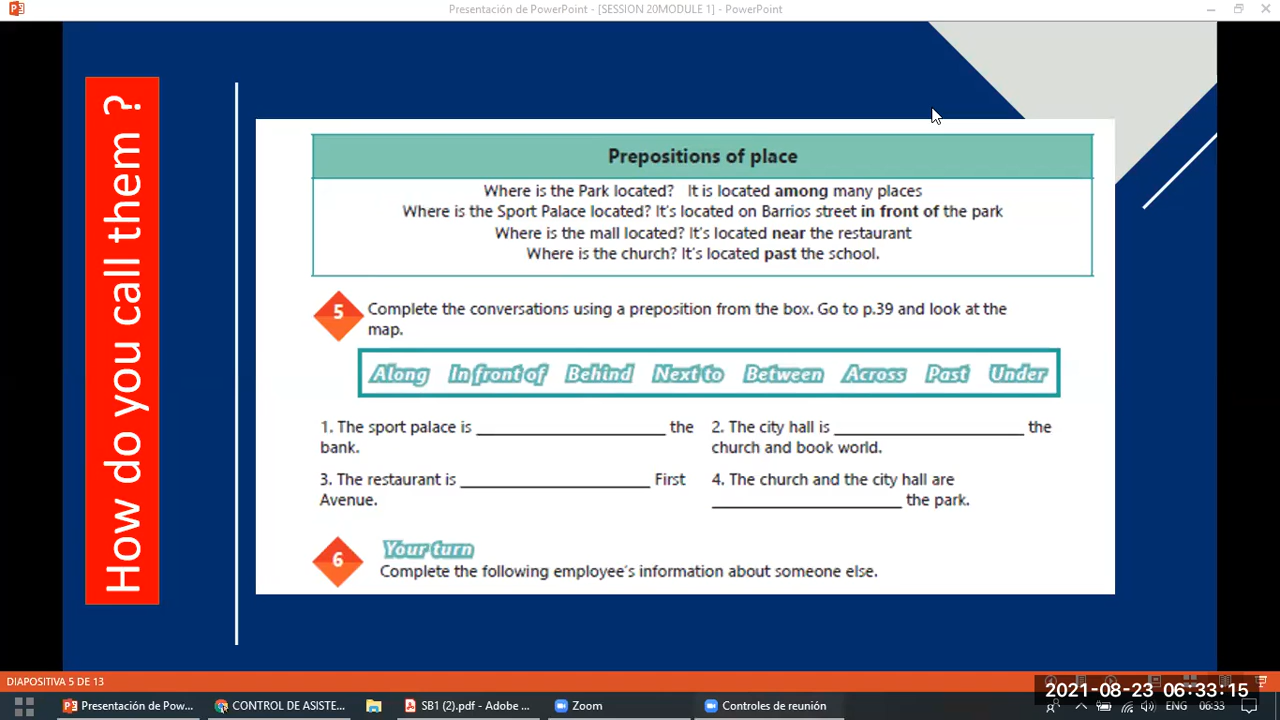 Presentación de PowerPoint - [SESSION 20MODULE 1] - PowerPoint
How do you call them ?
Prepositions of place
Where is the Park located? It is located among many places
Where is the Sport Palace located? It's located on Barrios street in front of the park
Where is the mall located? It's located near the restaurant
Where is the church? It's located past the school.
5
Complete the conversations using a preposition from the box. Go to p.39 and look at the
map.
Along In front of Behind Next to Between Across Past Under
1. The sport palace is ____________________ the
bank.
2. The city hall is ____________________ the
church and book world.
3. The restaurant is ____________________ First
Avenue.
4. The church and the city hall are
____________________ the park.
6
Your turn
Complete the following employee's information about someone else.
DIAPOSITIVA 5 DE 13
2021-08-23 06:33:15
Presentación de Pow...
CONTROL DE ASISTE...
SB1 (2).pdf - Adobe ...
Zoom
Controles de reunión
ENG
06:33